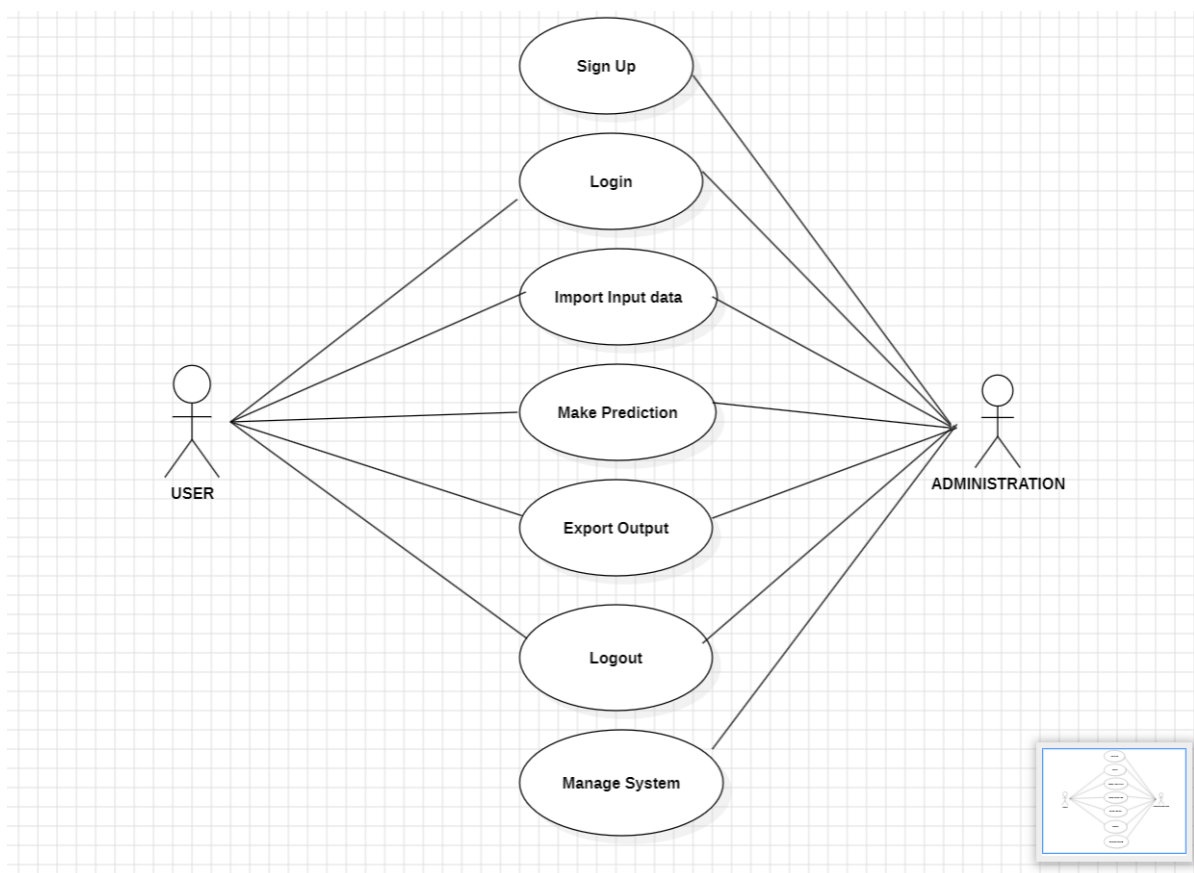 Sign Up
Login
Import Input data
Make Prediction
USER
ADMINISTRATION
Export Output
Logout
Manage System